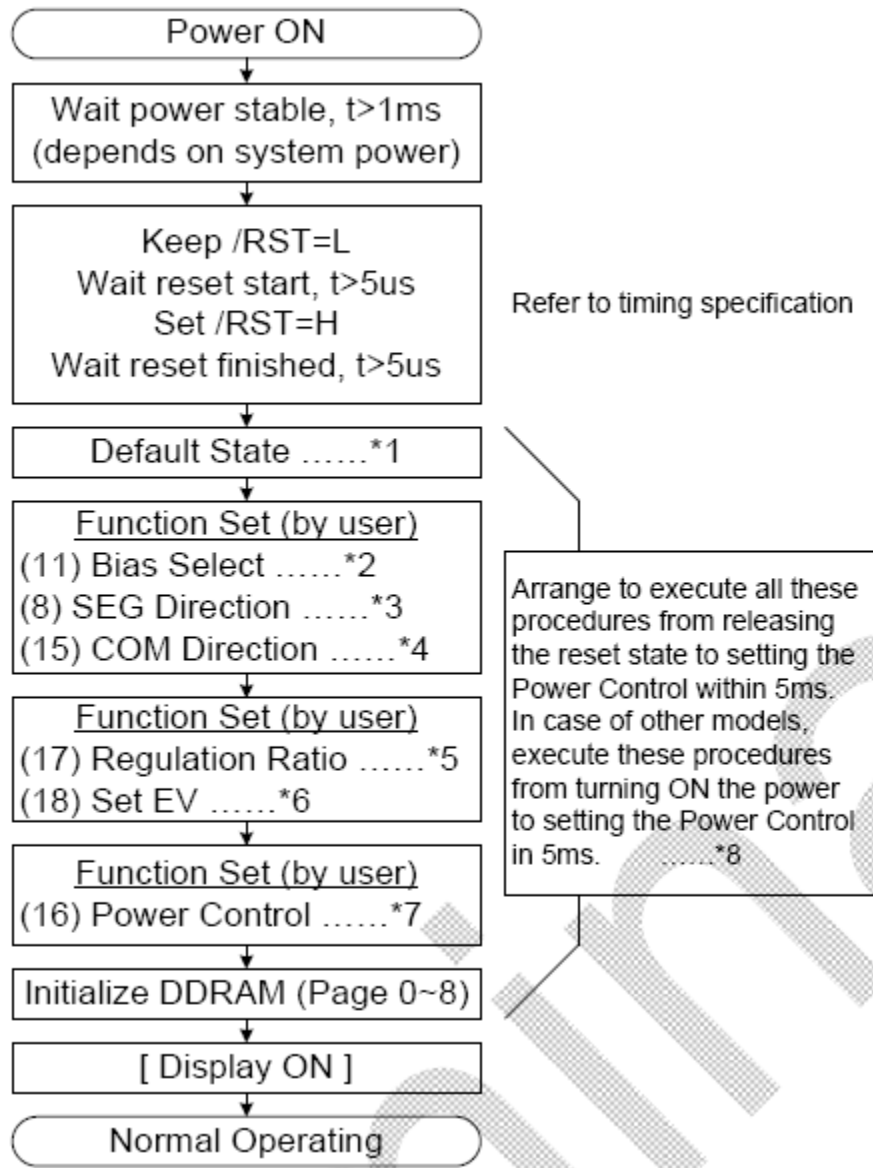 Power ON
Wait power stable, t>1ms
(depends on system power)
Keep /RST=L
Wait reset start, t>5us
Set /RST=H
Wait reset finished, t>5us
Refer to timing specification
Default State ......*1
Function Set (by user)
(11) Bias Select ......*2
(8) SEG Direction ......*3
(15) COM Direction ......*4
Function Set (by user)
(17) Regulation Ratio ......*5
(18) Set EV ......*6
Function Set (by user)
(16) Power Control ......*7
Arrange to execute all these
procedures from releasing
the reset state to setting the
Power Control within 5ms.
In case of other models,
execute these procedures
from turning ON the power
to setting the Power Control
in 5ms. ......*8
Initialize DDRAM (Page 0~8)
[ Display ON ]
Normal Operating